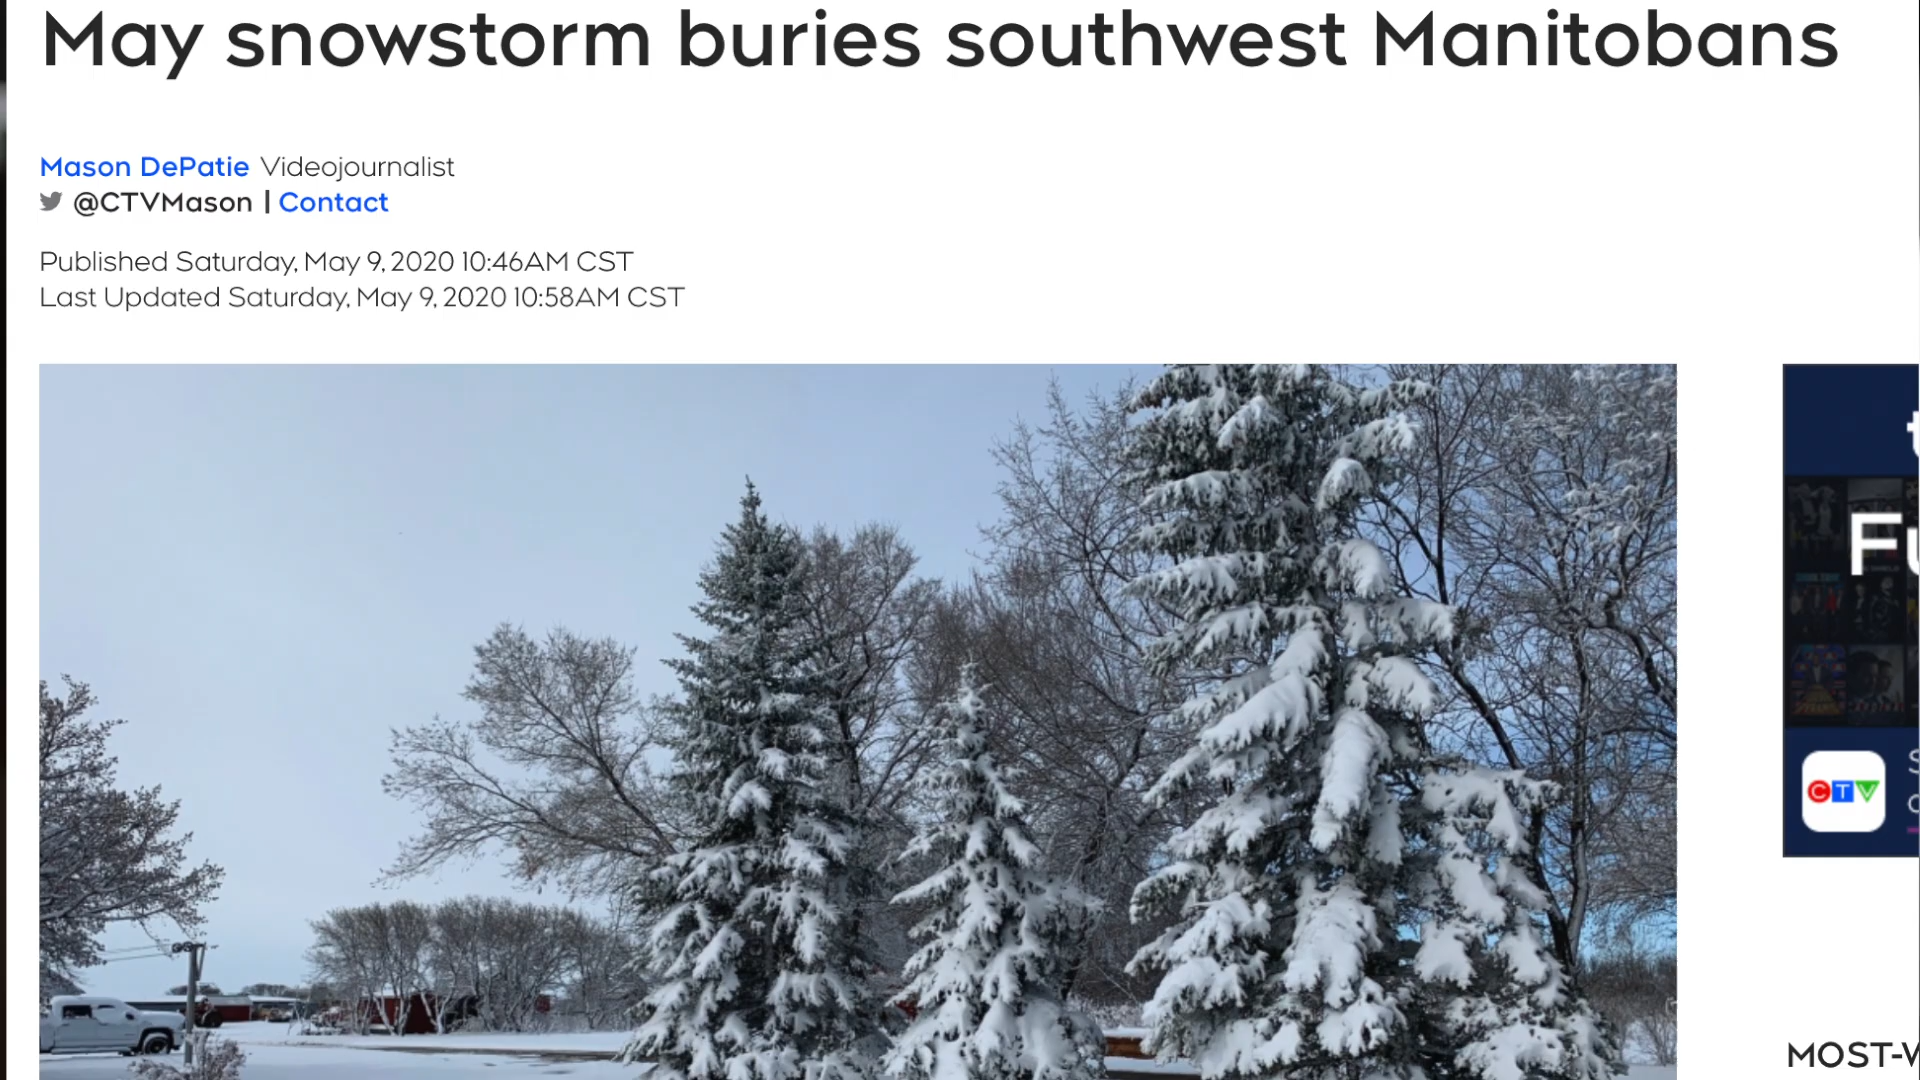 May snowstorm buries southwest Manitobans
Mason DePatie Videojournalist
@CTVMason | Contact
Published Saturday, May 9, 2020 10:46AM CST
Last Updated Saturday, May 9, 2020 10:58AM CST
CTV